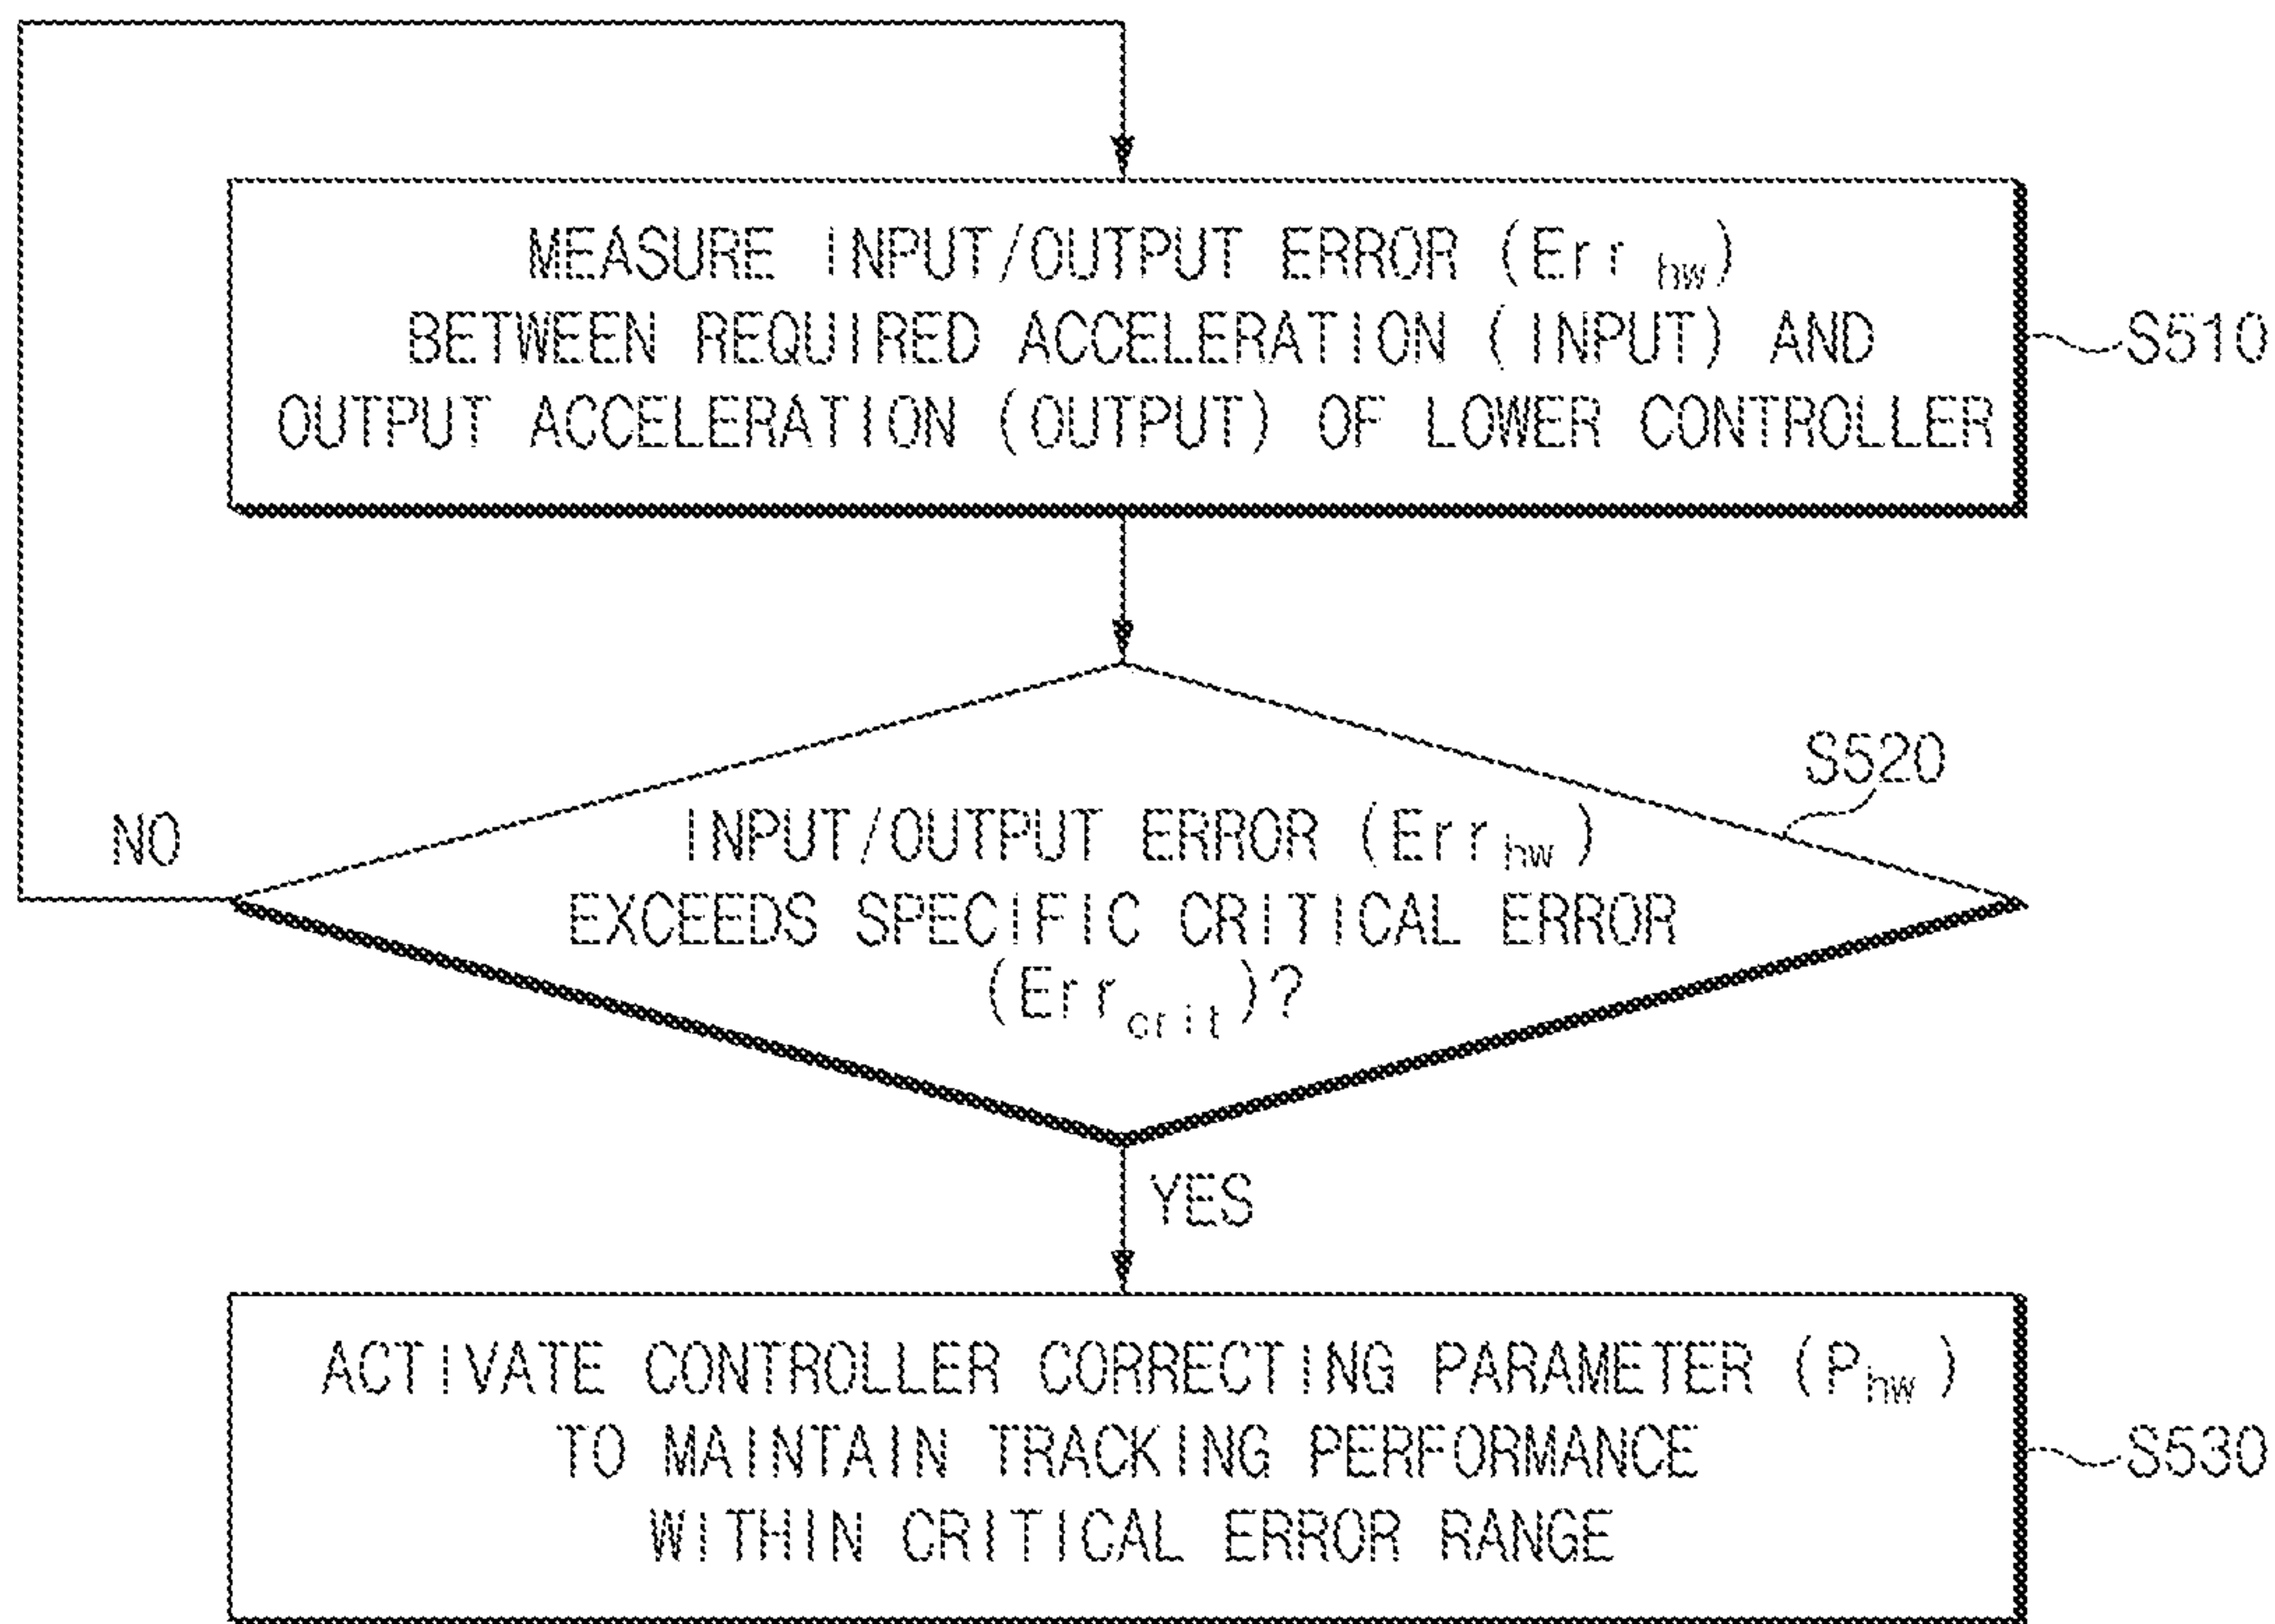 MEASURE INPUT/OUTPUT ERROR (Err hw)
BETWEEN REQUIRED ACCELERATION (INPUT) AND
OUTPUT ACCELERATION (OUTPUT) OF LOWER CONTROLLER
S510
S520
NO
INPUT/OUTPUT ERROR (Err hw)
EXCEEDS SPECIFIC CRITICAL ERROR
(Err crit)?
YES
ACTIVATE CONTROLLER CORRECTING PARAMETER (P hw)
TO MAINTAIN TRACKING PERFORMANCE
WITHIN CRITICAL ERROR RANGE
S530